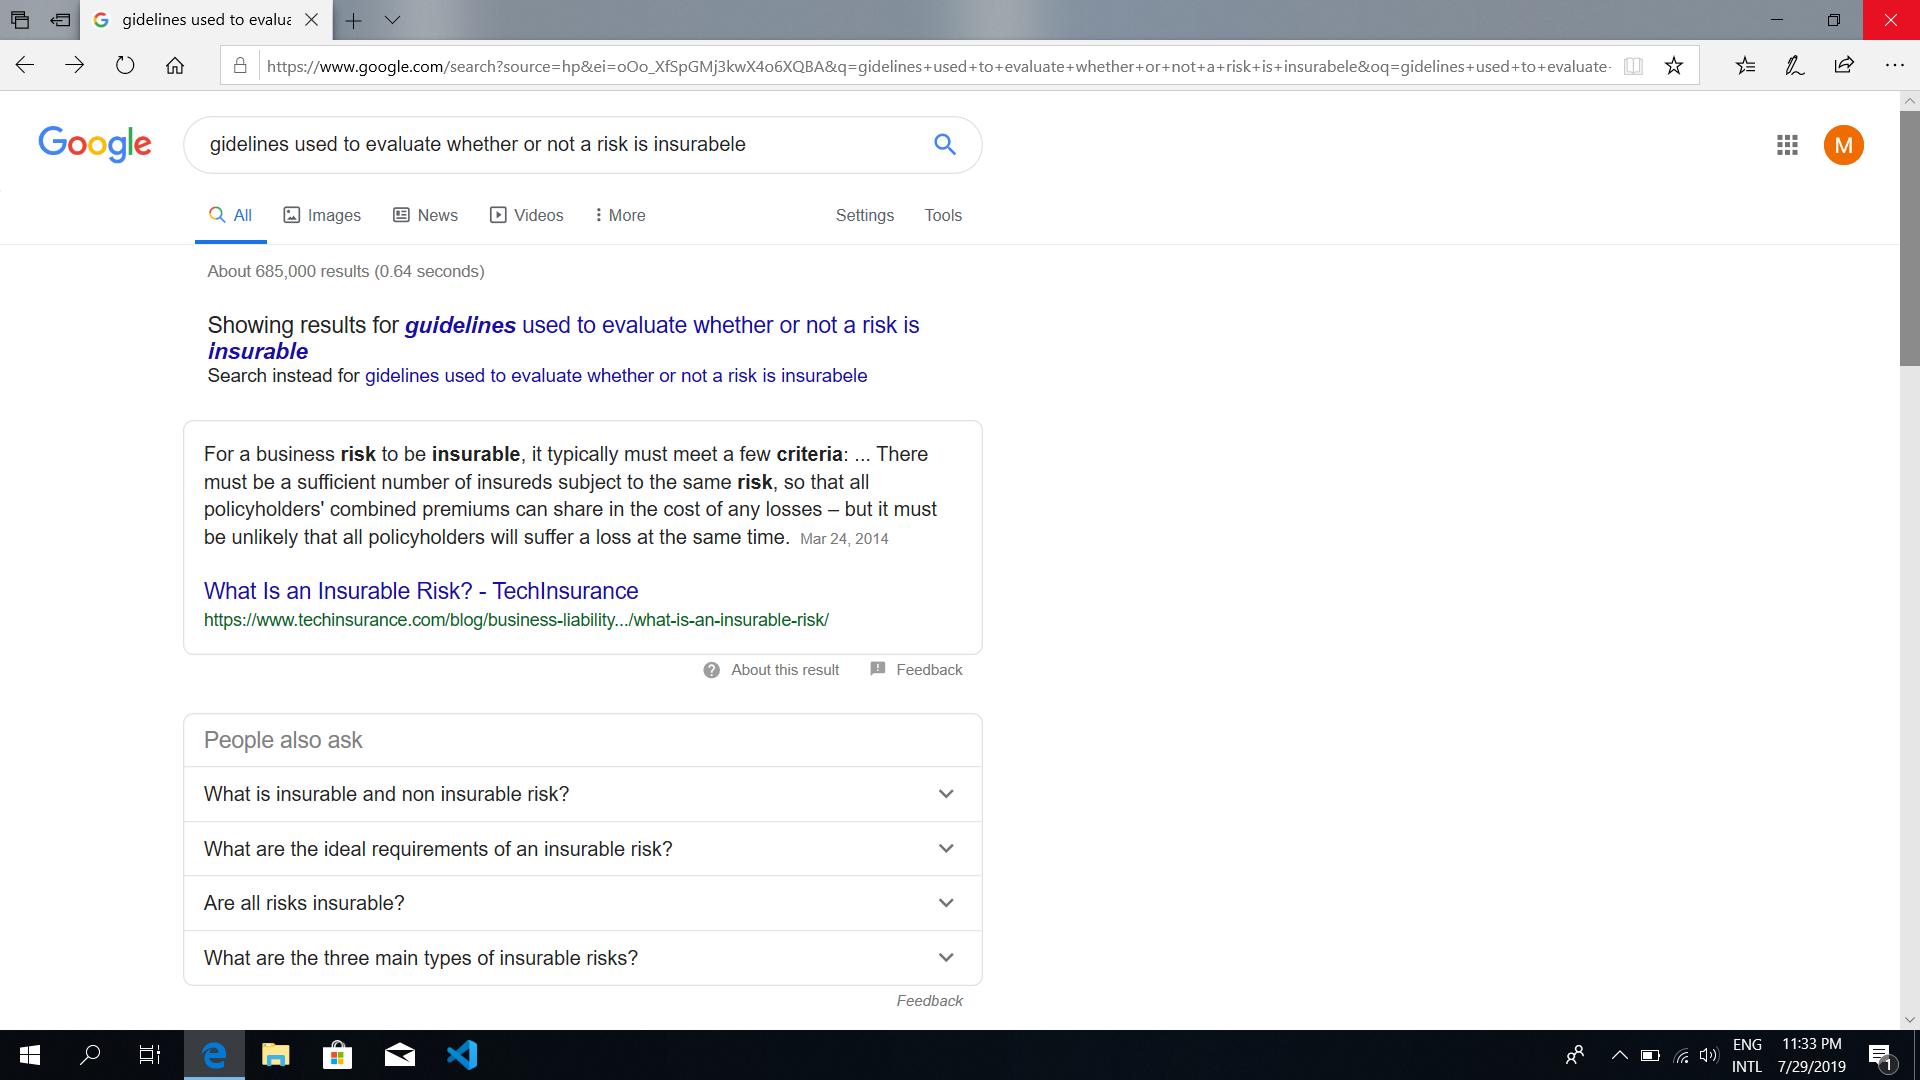 gidelines used to evalua
https://www.google.com/search?source=hp&ei=oOo_XfSpGMj3kwX4o6XQBA&q=gidelines+used+to+evaluate+whether+or+not+a+risk+is+insurabele&oq=gidelines+used+to+evaluate-
Google
gidelines used to evaluate whether or not a risk is insurabele
M
All Images News Videos More Settings Tools
About 685,000 results (0.64 seconds)
Showing results for guidelines used to evaluate whether or not a risk is
insurable
Search instead for gidelines used to evaluate whether or not a risk is insurabele
For a business risk to be insurable, it typically must meet a few criteria: ... There
must be a sufficient number of insureds subject to the same risk, so that all
policyholders' combined premiums can share in the cost of any losses – but it must
be unlikely that all policyholders will suffer a loss at the same time. Mar 24, 2014
What Is an Insurable Risk? - TechInsurance
https://www.techinsurance.com/blog/business-liability.../what-is-an-insurable-risk/
About this result Feedback
People also ask
What is insurable and non insurable risk?
What are the ideal requirements of an insurable risk?
Are all risks insurable?
What are the three main types of insurable risks?
Feedback
ENG 11:33 PM
INTL 7/29/2019
1